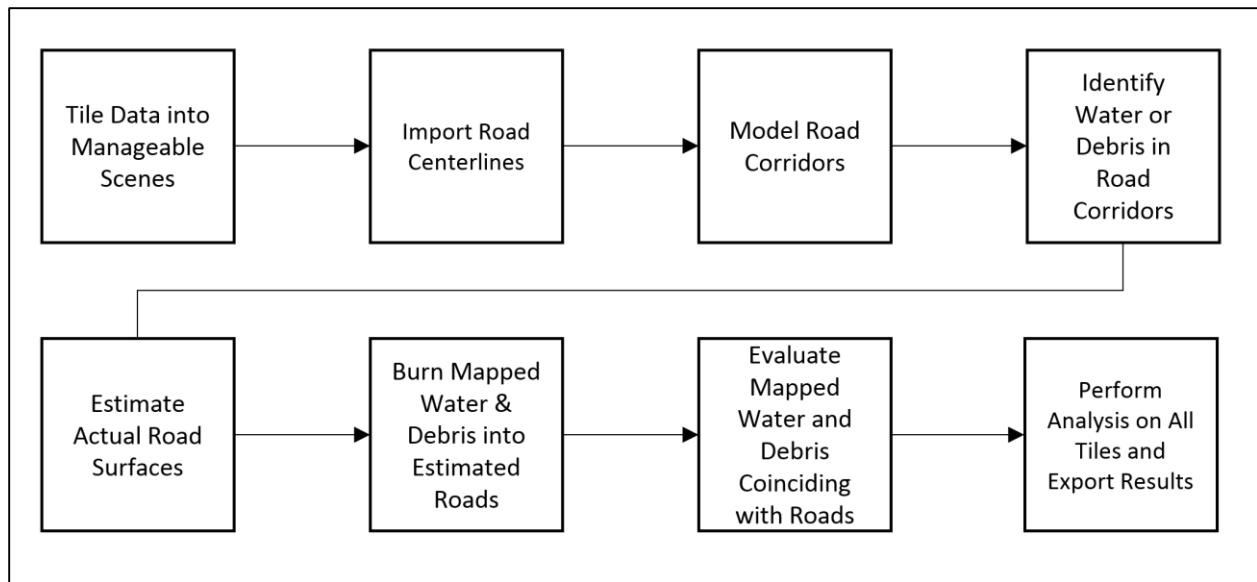 Tile Data into
Manageable
Scenes
Import Road
Centerlines
Model Road
Corridors
Identify
Water or
Debris in
Road
Corridors
Estimate
Actual Road
Surfaces
Burn Mapped
Water &
Debris into
Estimated
Roads
Evaluate
Mapped
Water and
Debris
Coinciding
with Roads
Perform
Analysis on All
Tiles and
Export Results